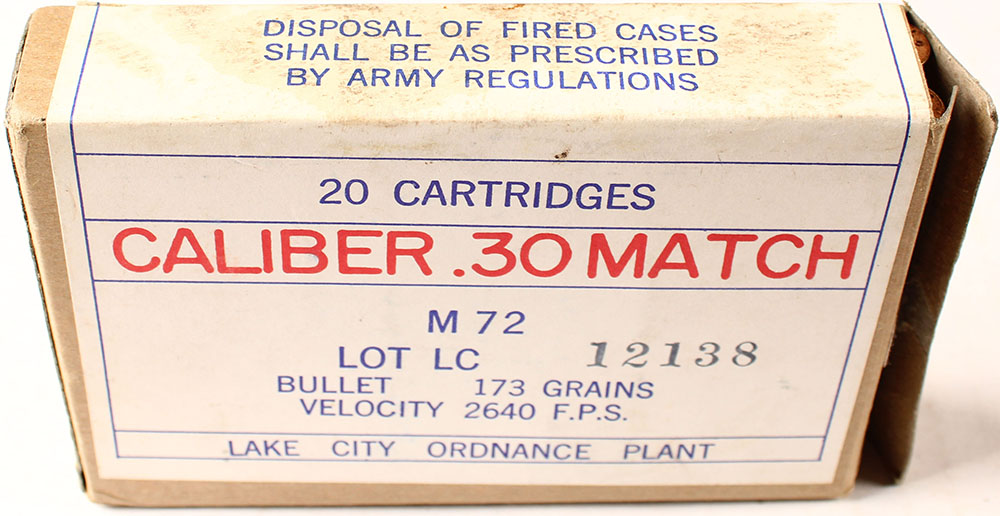 DISPOSAL OF FIRED CASES
SHALL BE AS PRESCRIBED
BY ARMY REGULATIONS
20 CARTRIDGES
CALIBER .30 MATCH
M 72
LOT LC 12138
BULLET 173 GRAINS
VELOCITY 2640 F.P.S.
LAKE CITY ORDNANCE PLANT